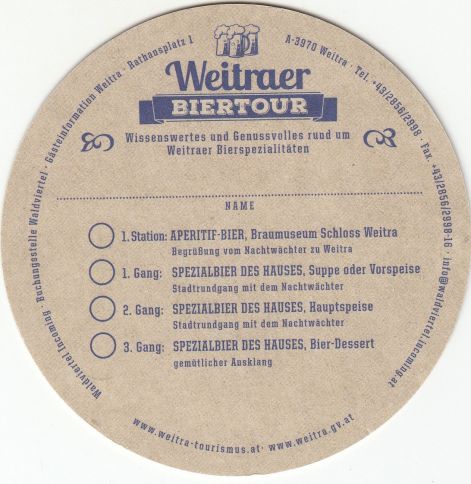 Waldviertel Incoming · Buchungsstelle Waldviertel · Gästeinformation Weitra · Rathausplatz 1
A-3970 Weitra · Tel. +43/2856/2998 · Fax. +43/2856/2998-16 · info@waldviertel.incoming.at
Weitraer
BIERTOUR
Wissenswertes und Genussvolles rund um
Weitraer Bierspezialitäten
NAME
1. Station: APERITIF-BIER, Braumuseum Schloss Weitra
Begrüßung vom Nachtwächter zu Weitra
1. Gang: SPEZIALBIER DES HAUSES, Suppe oder Vorspeise
Stadtrundgang mit dem Nachtwächter
2. Gang: SPEZIALBIER DES HAUSES, Hauptspeise
Stadtrundgang mit dem Nachtwächter
3. Gang: SPEZIALBIER DES HAUSES, Bier-Dessert
gemütlicher Ausklang
www.weitra-tourismus.at · www.weitra.gv.at